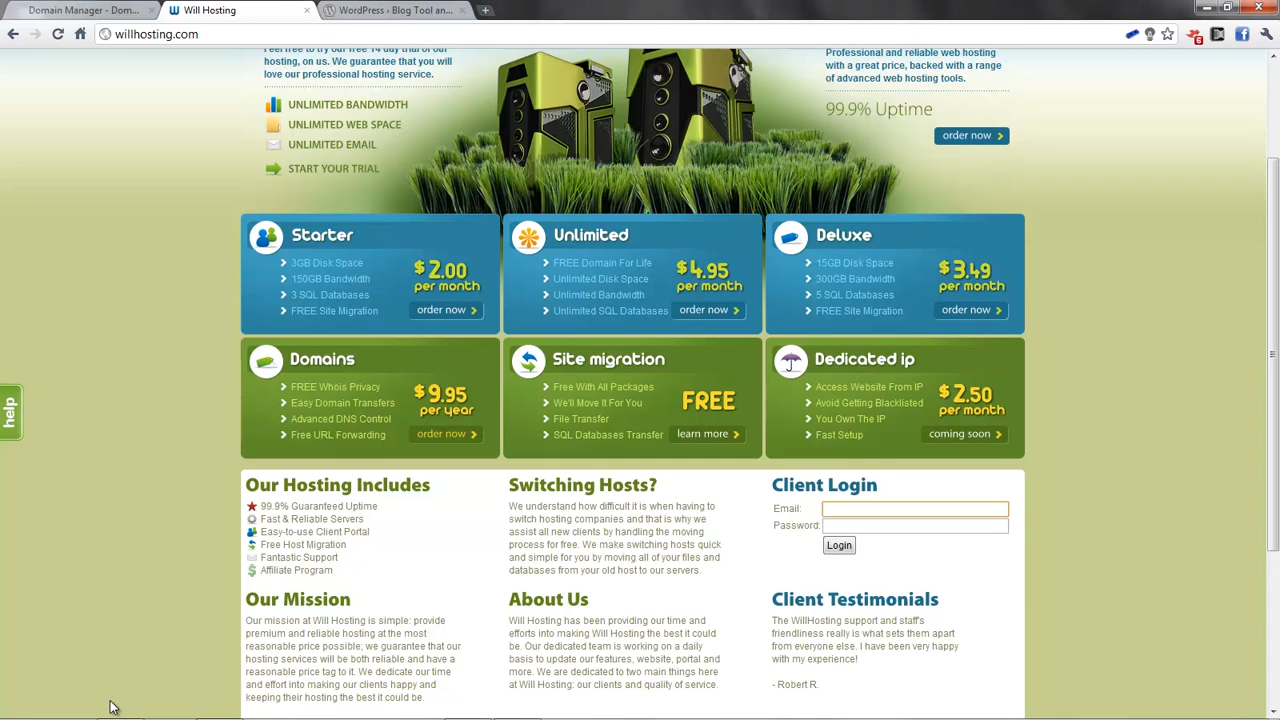 Domain Manager - Dom...
Will Hosting
WordPress › Blog Tool an...
willhosting.com
6
Feel free to try our free 14 day trial of our
hosting, on us. We guarantee that you will
love our professional hosting service.
UNLIMITED BANDWIDTH
UNLIMITED WEB SPACE
UNLIMITED EMAIL
START YOUR TRIAL
Professional and reliable web hosting
with a great price, backed with a range
of advanced web hosting tools.
99.9% Uptime
order now
Starter
3GB Disk Space
150GB Bandwidth
3 SQL Databases
FREE Site Migration
$2.00
per month
order now
Unlimited
FREE Domain For Life
Unlimited Disk Space
Unlimited Bandwidth
Unlimited SQL Databases
$4.95
per month
order now
Deluxe
15GB Disk Space
300GB Bandwidth
5 SQL Databases
FREE Site Migration
$3.49
per month
order now
Domains
FREE Whois Privacy
Easy Domain Transfers
Advanced DNS Control
Free URL Forwarding
$9.95
per year
order now
Site migration
Free With All Packages
We'll Move It For You
File Transfer
SQL Databases Transfer
FREE
learn more
Dedicated ip
Access Website From IP
Avoid Getting Blacklisted
You Own The IP
Fast Setup
$2.50
per month
coming soon
help
Our Hosting Includes
99.9% Guaranteed Uptime
Fast & Reliable Servers
Easy-to-use Client Portal
Free Host Migration
Fantastic Support
Affiliate Program
Switching Hosts?
We understand how difficult it is when having to
switch hosting companies and that is why we
assist all new clients by handling the moving
process for free. We make switching hosts quick
and simple for you by moving all of your files and
databases from your old host to our servers.
Client Login
Email:
Password:
Login
Our Mission
Our mission at Will Hosting is simple: provide
premium and reliable hosting at the most
reasonable price possible; we guarantee that our
hosting services will be both reliable and have a
reasonable price tag to it. We dedicate our time
and effort into making our clients happy and
keeping their hosting the best it could be.
About Us
Will Hosting has been providing our time and
efforts into making Will Hosting the best it could
be. Our dedicated team is working on a daily
basis to update our features, website, portal and
more. We are dedicated to two main things here
at Will Hosting: our clients and quality of service.
Client Testimonials
The WillHosting support and staff's
friendliness really is what sets them apart
from everyone else. I have been very happy
with my experience!
- Robert R.